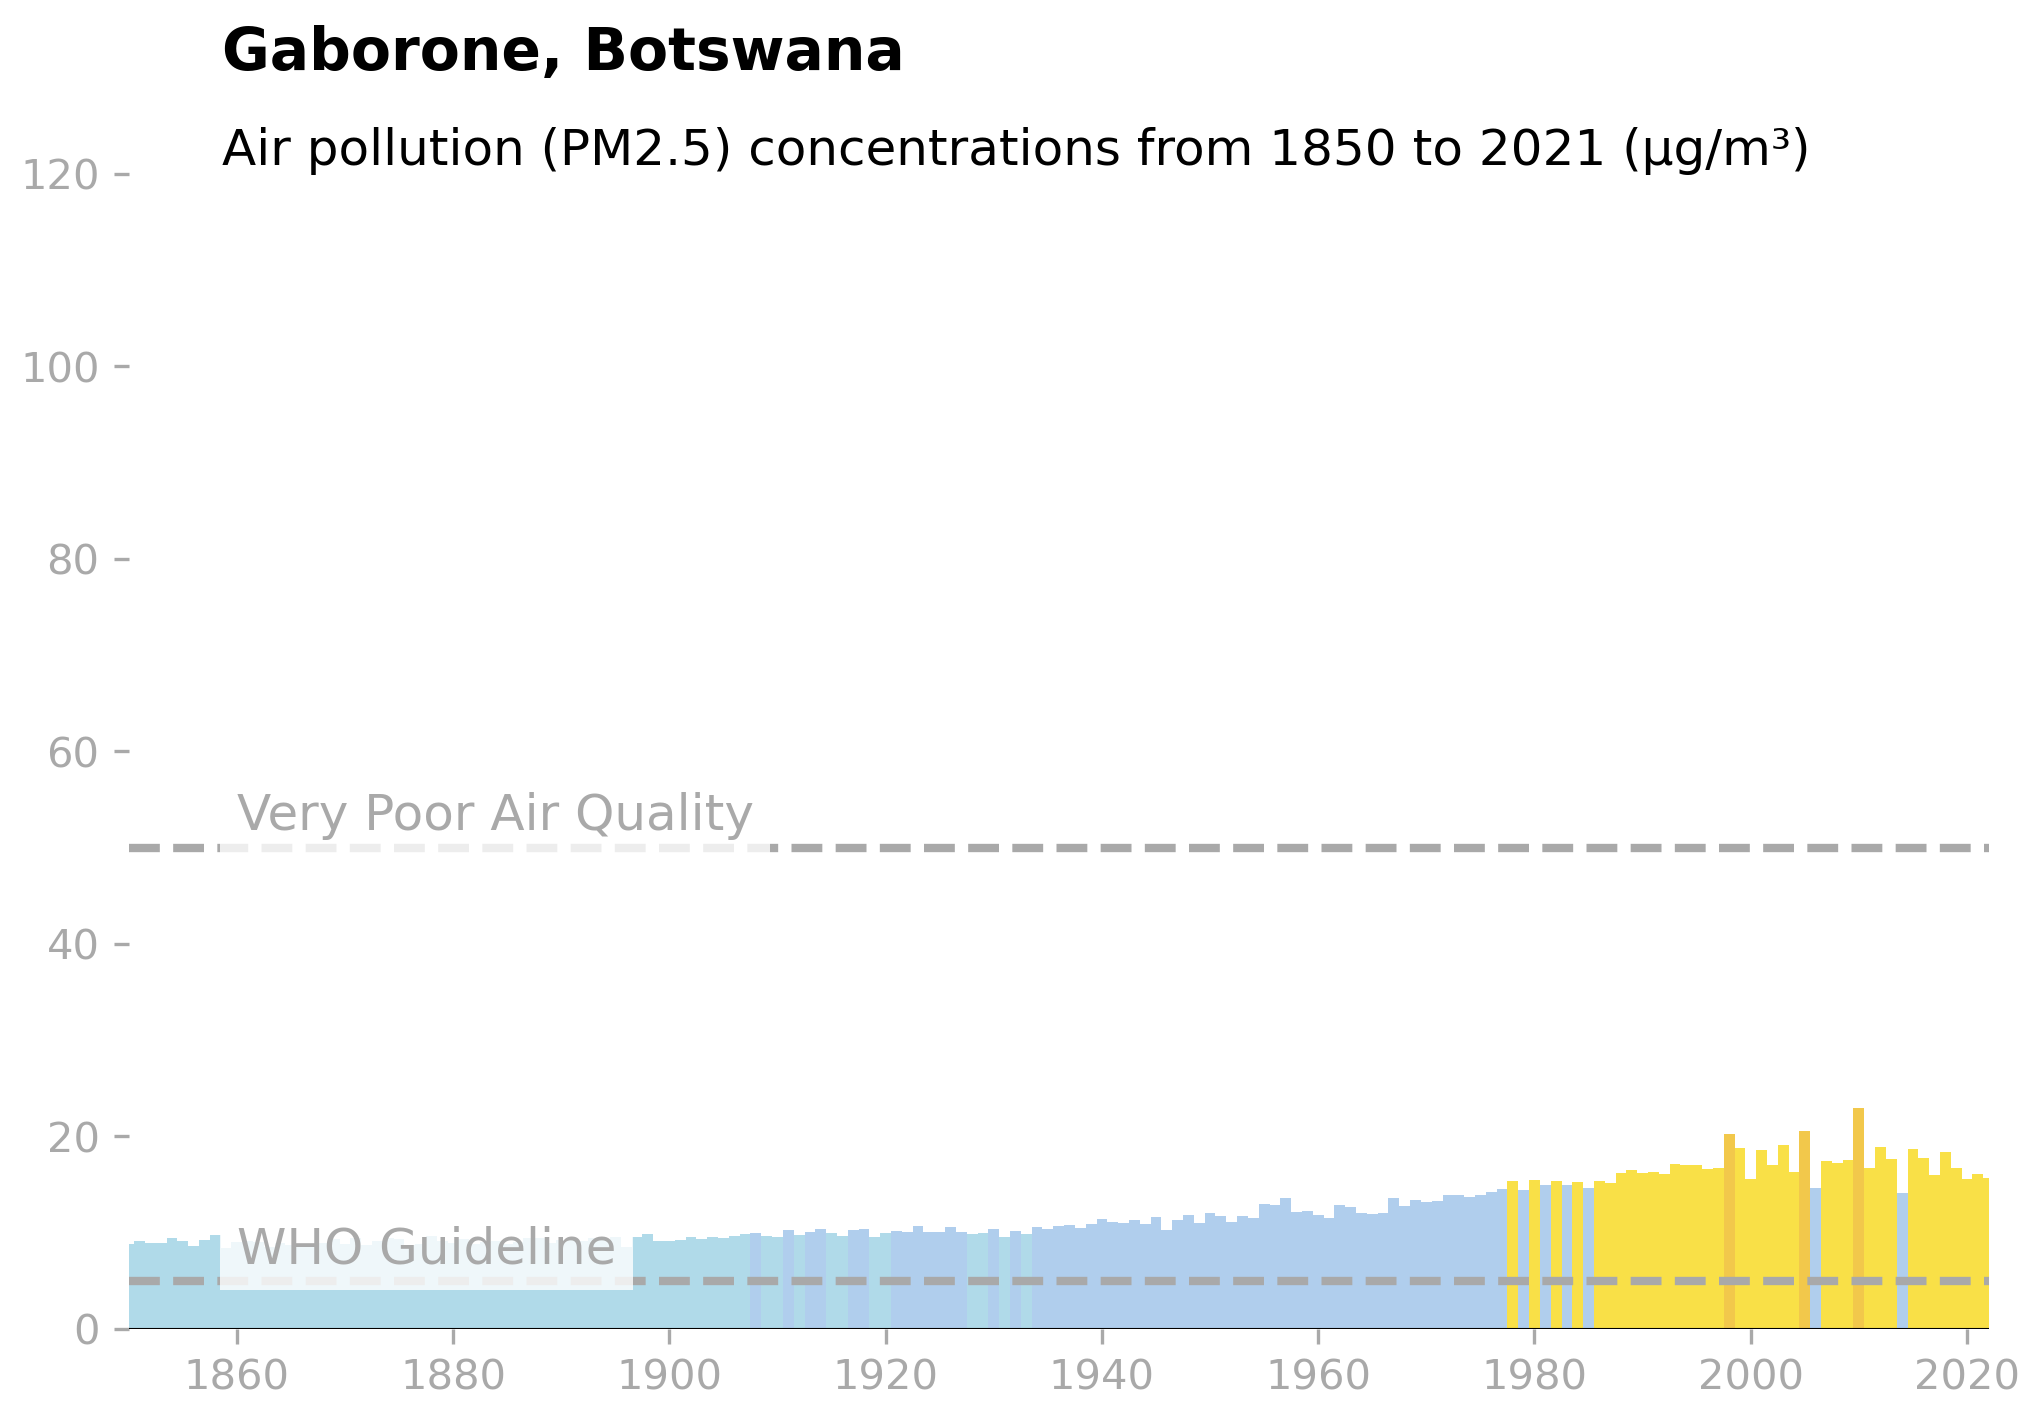 Gaborone, Botswana
Air pollution (PM2.5) concentrations from 1850 to 2021 (μg/m³)
120
100
80
60
Very Poor Air Quality
40
20
WHO Guideline
0
1860 1880 1900 1920 1940 1960 1980 2000 2020